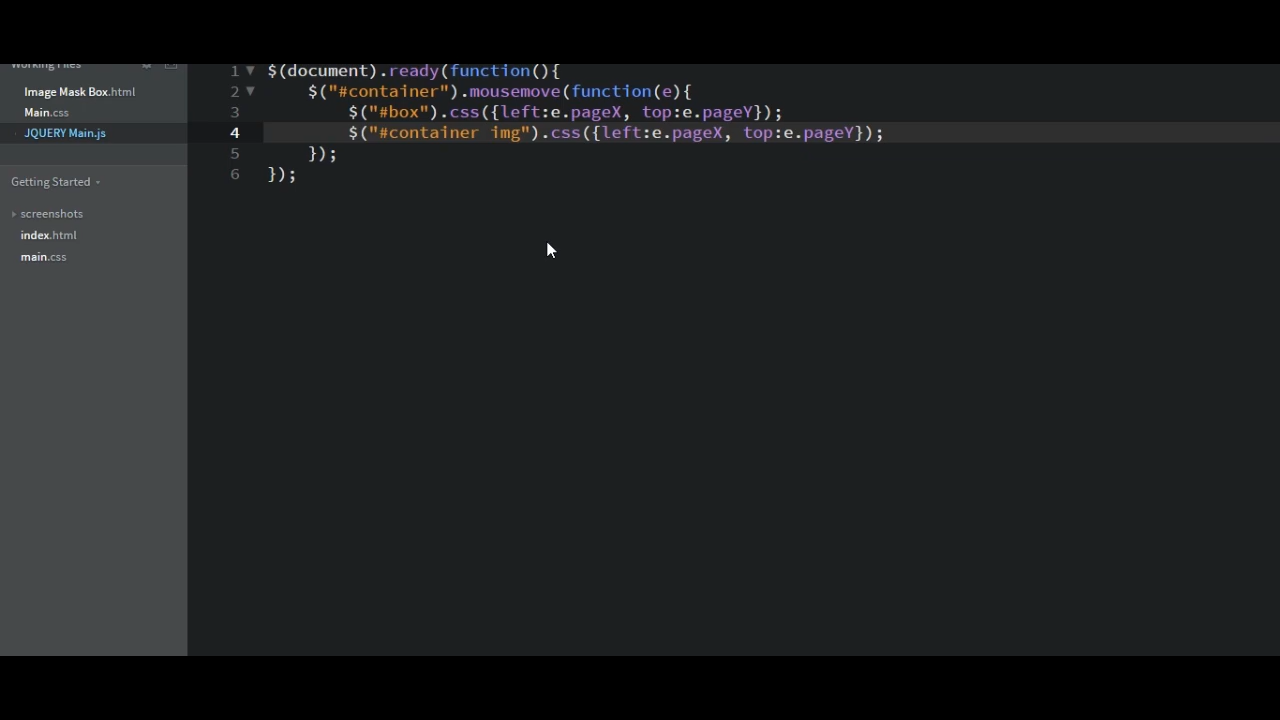 Working Files
Image Mask Box.html
Main.css
JQUERY Main.js
Getting Started
screenshots
index.html
main.css
1 $(document).ready(function(){
2 $("#container").mousemove(function(e){
3 $("#box").css({left:e.pageX, top:e.pageY});
4 $("#container img").css({left:e.pageX, top:e.pageY});
5 });
6 });